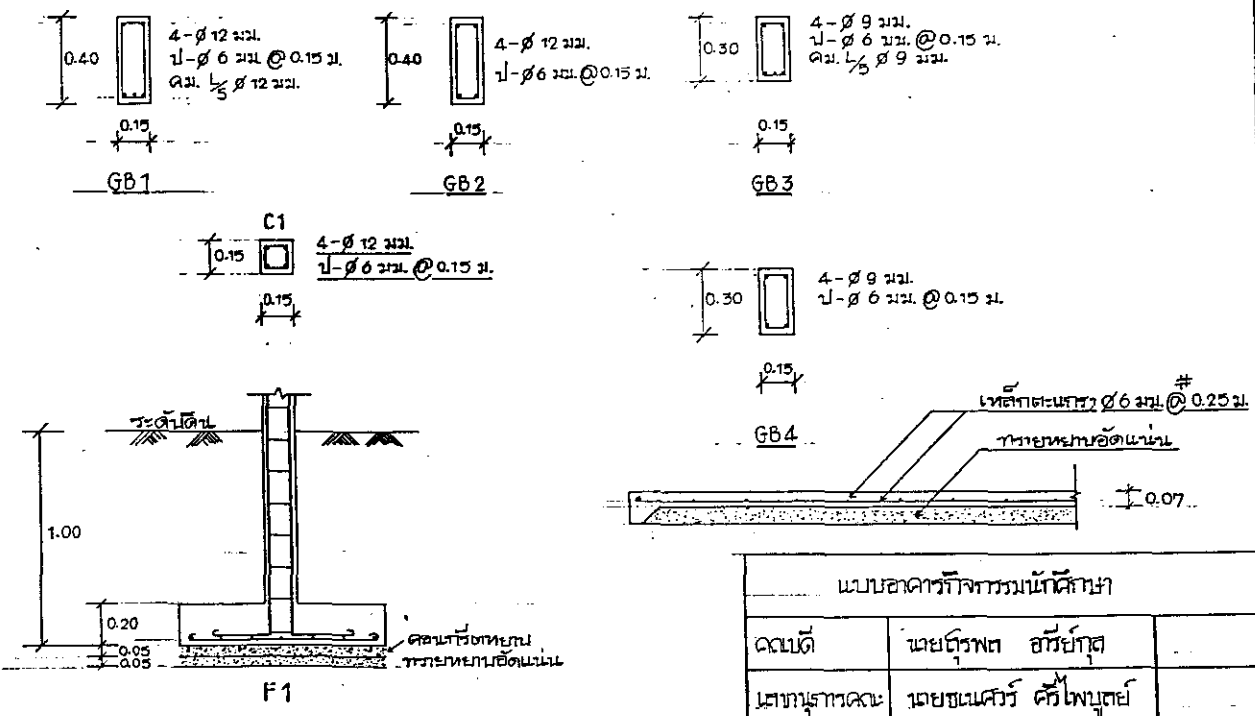 0.40
4-Ø 12 มม.
ป-Ø 6 มม. @ 0.15 ม.
คม. L/5 Ø 12 มม.
0.15
GB1
0.40
4-Ø 12 มม.
ป-Ø6 มม.@0.15 ม.
0.15
GB2
0.30
4-Ø 9 มม.
ป-Ø 6 มม. @ 0.15 ม.
คม. L/5 Ø 9 มม.
0.15
GB3
C1
0.15
4-Ø 12 มม.
ป-Ø 6 มม. @ 0.15 ม.
0.15
0.30
4-Ø 9 มม.
ป-Ø 6 มม. @ 0.15 ม.
0.15
GB4
ระดับดิน
1.00
0.20
0.05
0.05
คอนกรีตหยาบ
ทรายหยาบอัดแน่น
F1
#
เหล็กตะแกรง Ø6 มม.@ 0.25 ม.
ทรายหยาบอัดแน่น
0.07
แบบอาคารกิจกรรมนักศึกษา
คณบดี นายสุรพล อารีย์กุล
เลขานุการคณะ นายธเนศวร์ ศรีไพบูลย์